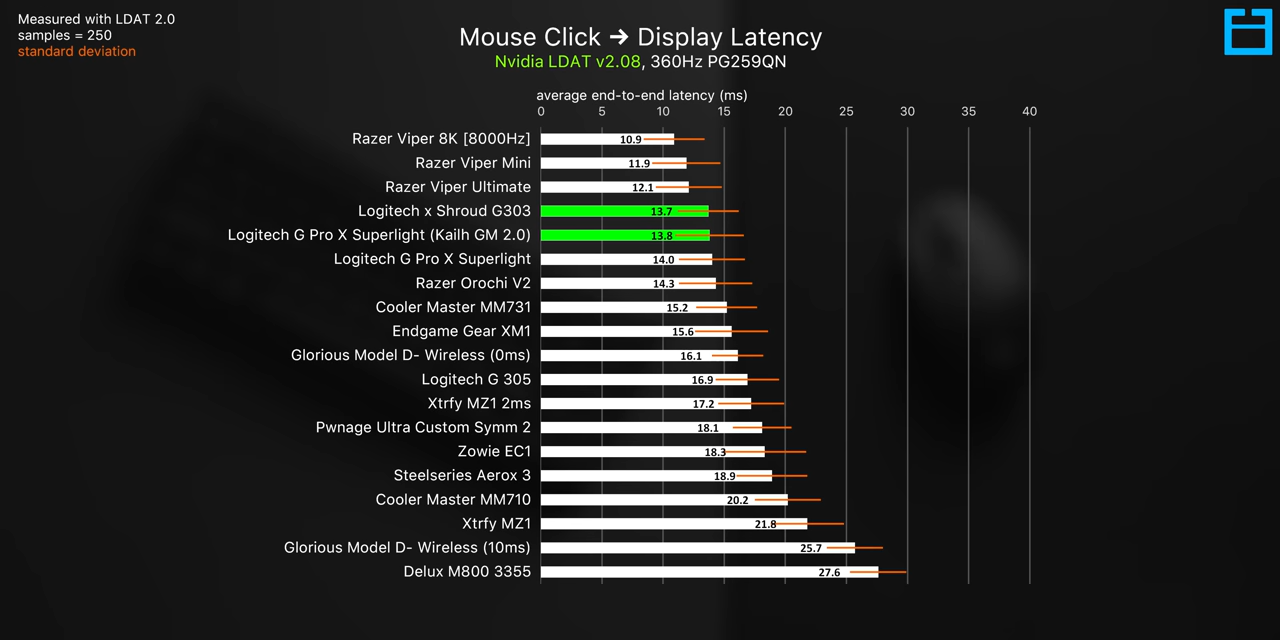 Measured with LDAT 2.0
samples = 250
standard deviation
Mouse Click → Display Latency
Nvidia LDAT v2.08, 360Hz PG259QN
average end-to-end latency (ms)
0 5 10 15 20 25 30 35 40
Razer Viper 8K [8000Hz] 10.9
Razer Viper Mini 11.9
Razer Viper Ultimate 12.1
Logitech x Shroud G303 13.7
Logitech G Pro X Superlight (Kailh GM 2.0) 13.8
Logitech G Pro X Superlight 14.0
Razer Orochi V2 14.3
Cooler Master MM731 15.2
Endgame Gear XM1 15.6
Glorious Model D- Wireless (0ms) 16.1
Logitech G 305 16.9
Xtrfy MZ1 2ms 17.2
Pwnage Ultra Custom Symm 2 18.1
Zowie EC1 18.3
Steelseries Aerox 3 18.9
Cooler Master MM710 20.2
Xtrfy MZ1 21.8
Glorious Model D- Wireless (10ms) 25.7
Delux M800 3355 27.6